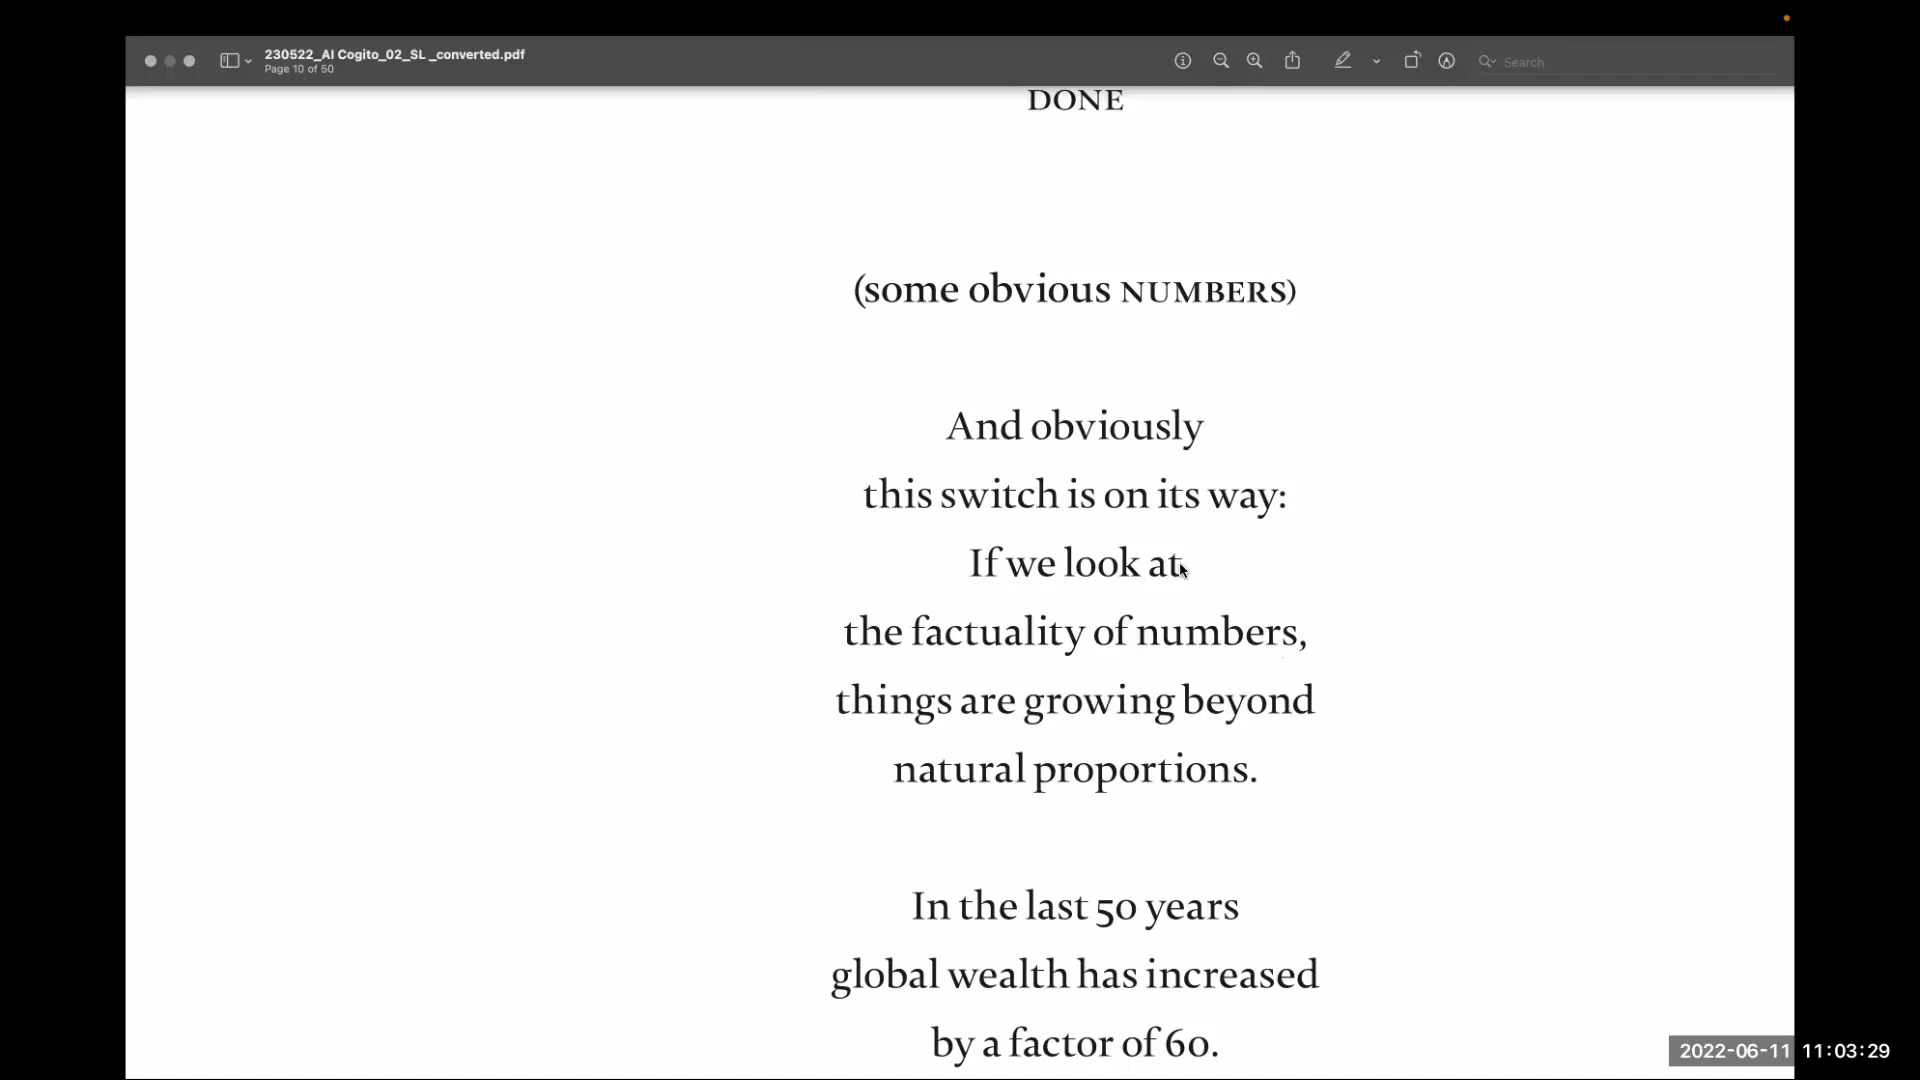 230522_AI Cogito_02_SL _converted.pdf
Page 10 of 50
Search
DONE
(some obvious NUMBERS)
And obviously
this switch is on its way:
If we look at
the factuality of numbers,
things are growing beyond
natural proportions.
In the last 50 years
global wealth has increased
by a factor of 60.
2022-06-11 11:03:29